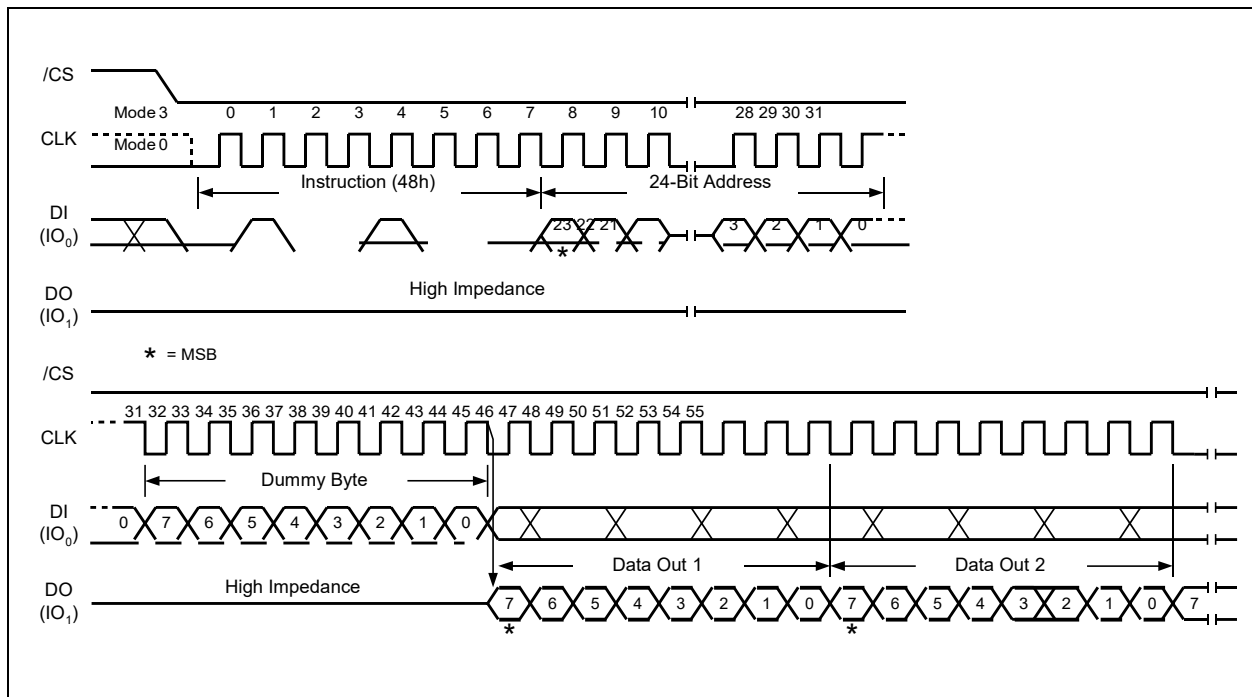 /CS
Mode 3 0 1 2 3 4 5 6 7 8 9 10 28 29 30 31
CLK Mode 0
Instruction (48h) 24-Bit Address
DI
(IO0) 23 22 21 3 2 1 0
*
High Impedance
DO
(IO1)
* = MSB
/CS
31 32 33 34 35 36 37 38 39 40 41 42 43 44 45 46 47 48 49 50 51 52 53 54 55
CLK
Dummy Byte
DI
(IO0) 0 7 6 5 4 3 2 1 0
Data Out 1 Data Out 2
High Impedance
DO
(IO1) 7 6 5 4 3 2 1 0 7 6 5 4 3 2 1 0 7
* *